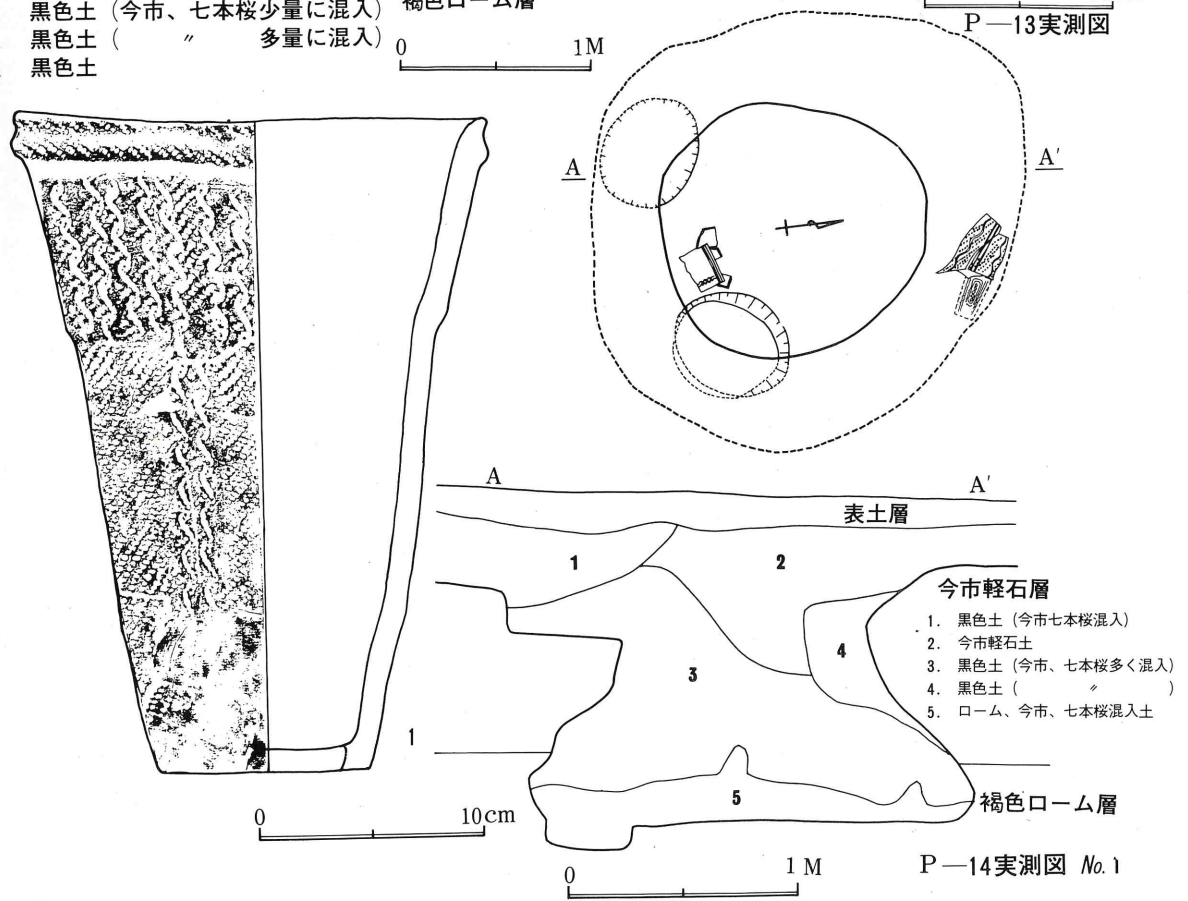 黒色土（今市、七本桜少量に混入）
黒色土（　〃　多量に混入）
黒色土
褐色ローム層
0 1M
P—13実測図
A A′
A A′
表土層
1
2
3
4
5
今市軽石層
1. 黒色土（今市七本桜混入）
2. 今市軽石土
3. 黒色土（今市、七本桜多く混入）
4. 黒色土（　〃　）
5. ローム、今市、七本桜混入土
褐色ローム層
1
0 10cm
0 1M
P—14実測図 No.1